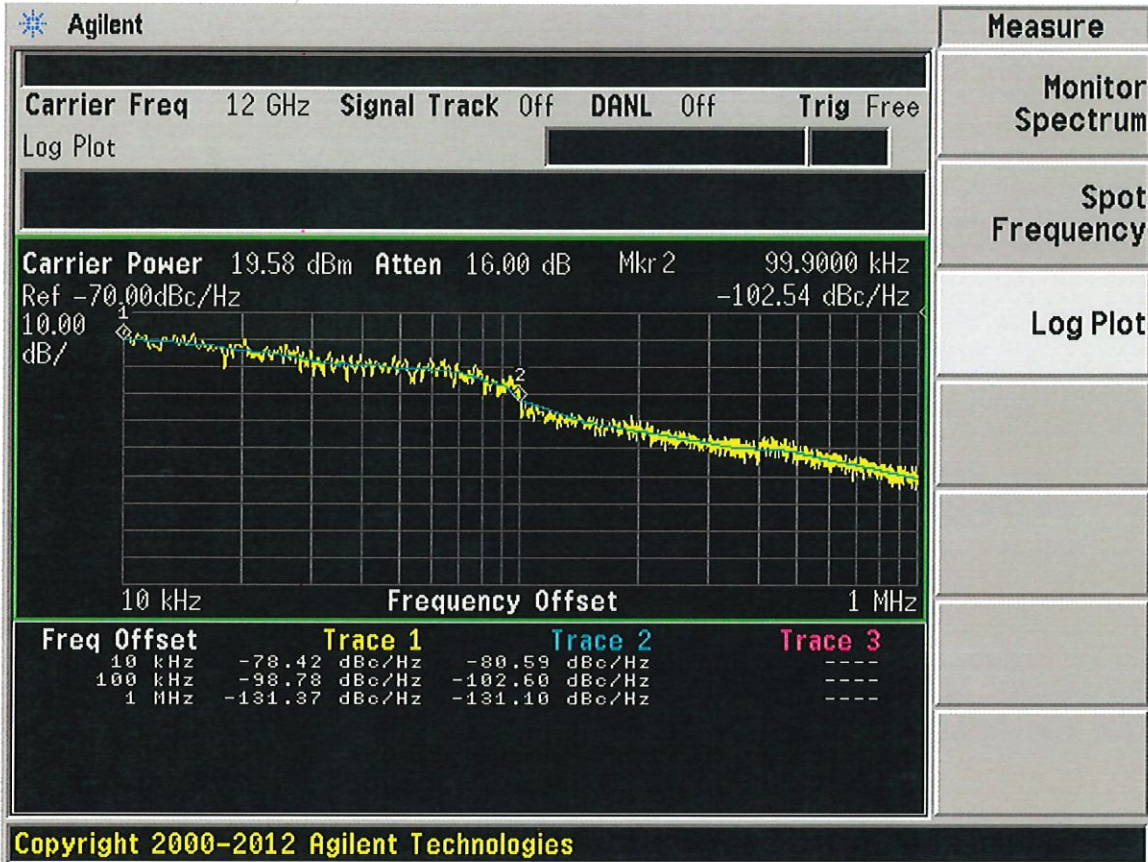 Agilent
Measure
Monitor
Spectrum
Spot
Frequency
Log Plot
Carrier Freq 12 GHz Signal Track Off DANL Off Trig Free
Log Plot
Carrier Power 19.58 dBm Atten 16.00 dB Mkr 2 99.9000 kHz
Ref -70.00dBc/Hz -102.54 dBc/Hz
10.00
dB/
1
2
10 kHz Frequency Offset 1 MHz
Freq Offset Trace 1 Trace 2 Trace 3
10 kHz -78.42 dBc/Hz -80.59 dBc/Hz ----
100 kHz -98.78 dBc/Hz -102.60 dBc/Hz ----
1 MHz -131.37 dBc/Hz -131.10 dBc/Hz ----
Copyright 2000-2012 Agilent Technologies